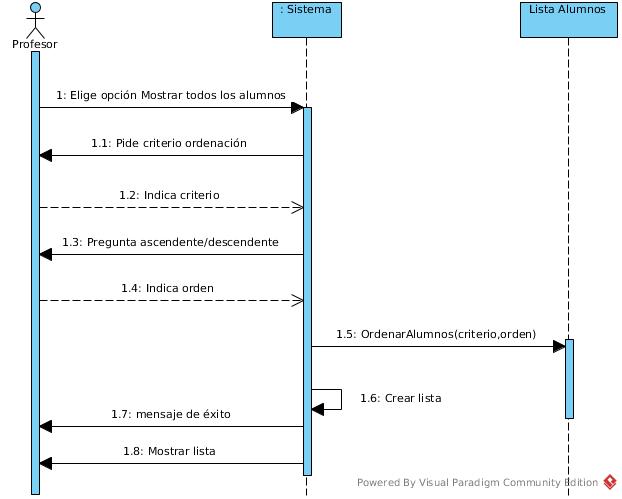 : Sistema
Lista Alumnos
Profesor
1: Elige opción Mostrar todos los alumnos
1.1: Pide criterio ordenación
1.2: Indica criterio
1.3: Pregunta ascendente/descendente
1.4: Indica orden
1.5: OrdenarAlumnos(criterio,orden)
1.6: Crear lista
1.7: mensaje de éxito
1.8: Mostrar lista
Powered By Visual Paradigm Community Edition